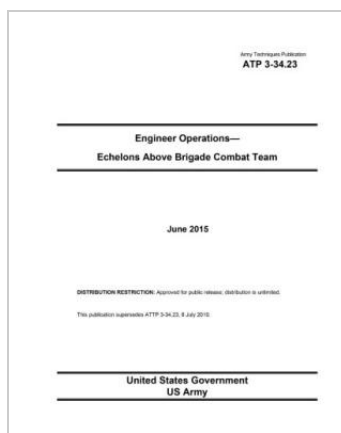 Army Techniques Publication
ATP 3-34.23
Engineer Operations—
Echelons Above Brigade Combat Team
June 2015
DISTRIBUTION RESTRICTION: Approved for public release; distribution is unlimited.
This publication supersedes ATTP 3-34.23, 8 July 2010.
United States Government
US Army